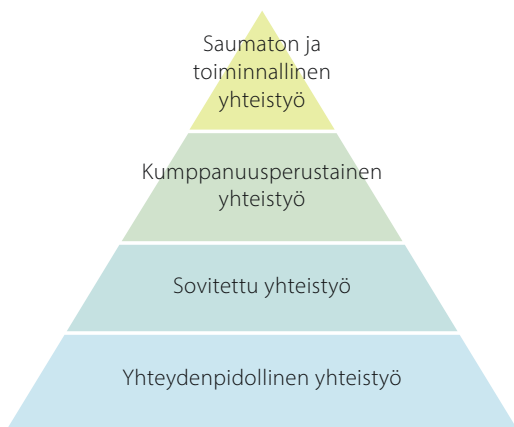 Saumaton ja
toiminnallinen
yhteistyö
Kumppanuusperustainen
yhteistyö
Sovitettu yhteistyö
Yhteydenpidollinen yhteistyö